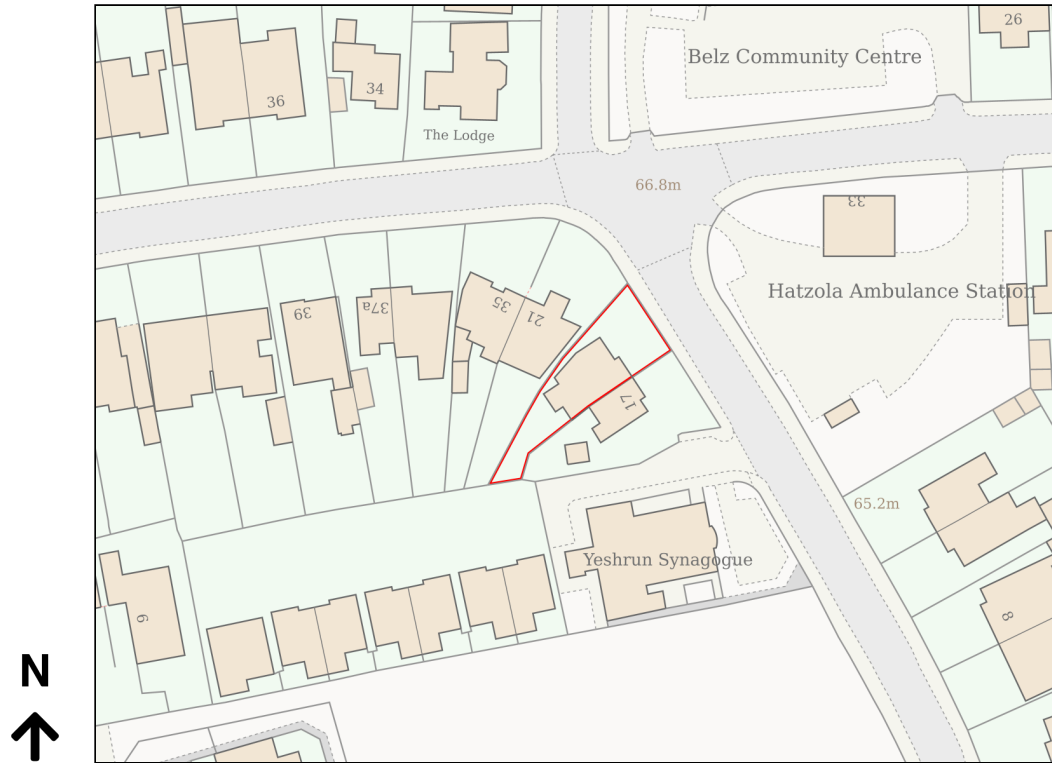 26
Belz Community Centre
36
34
The Lodge
66.8m
33
Hatzola Ambulance Station
39
37a
35
21
17
65.2m
Yeshrun Synagogue
6
8
N